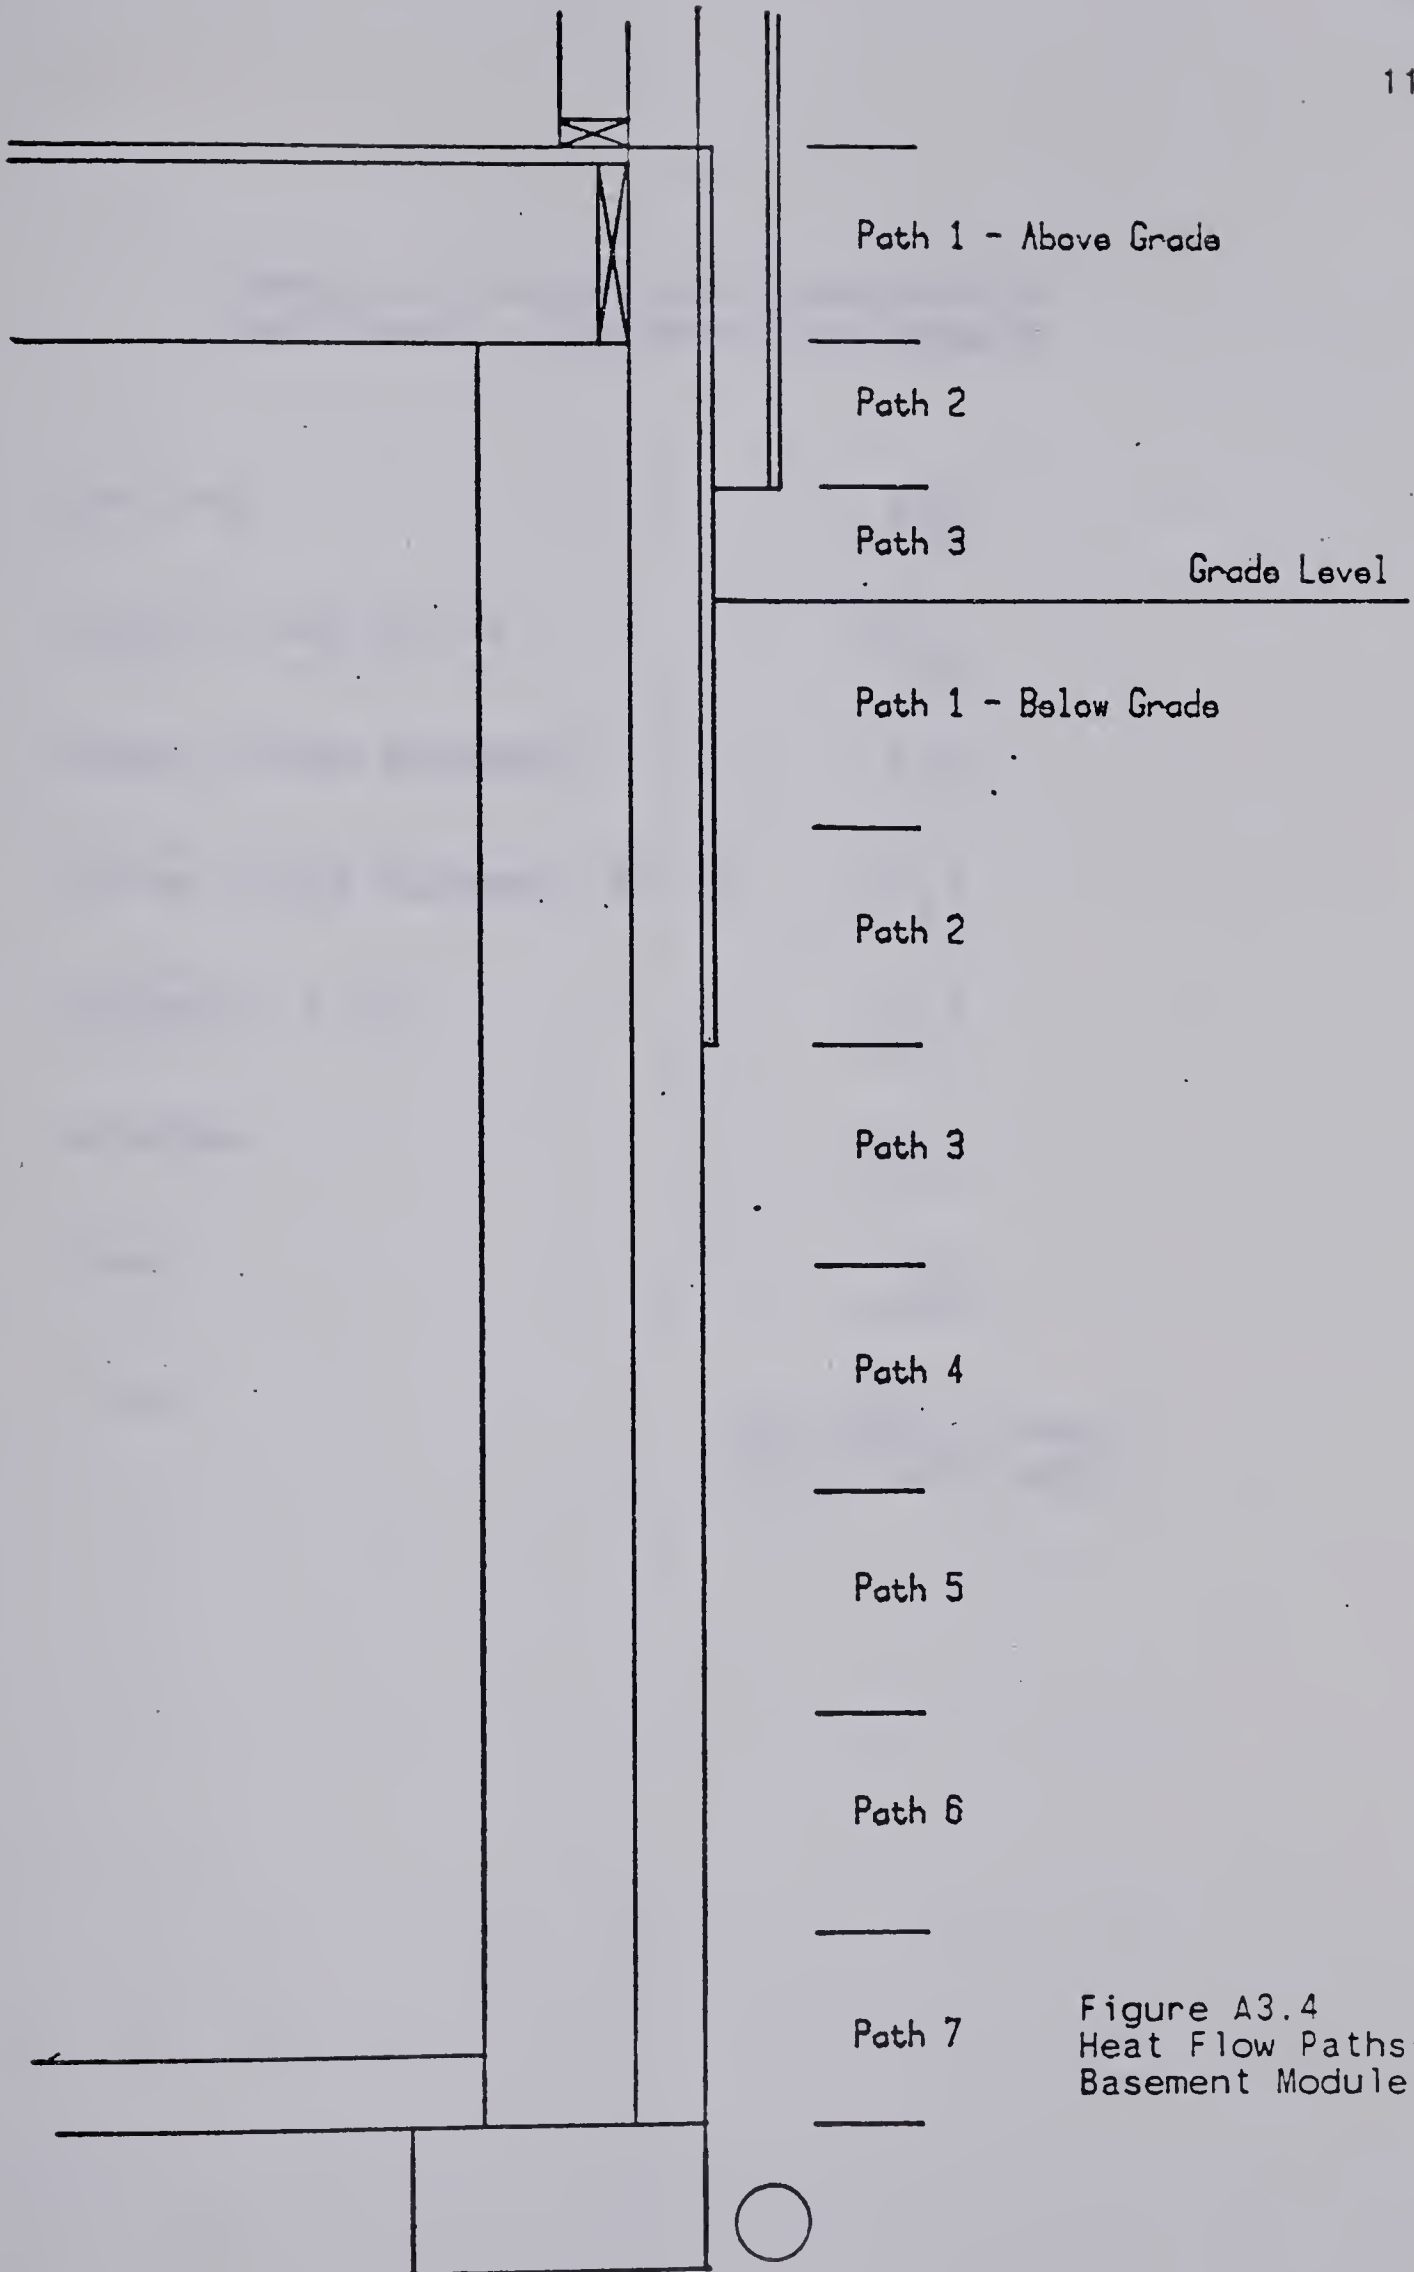 11
Path 1 - Above Grade
Path 2
Path 3
Grade Level
Path 1 - Below Grade
Path 2
Path 3
Path 4
Path 5
Path 6
Path 7
Figure A3.4
Heat Flow Paths
Basement Module